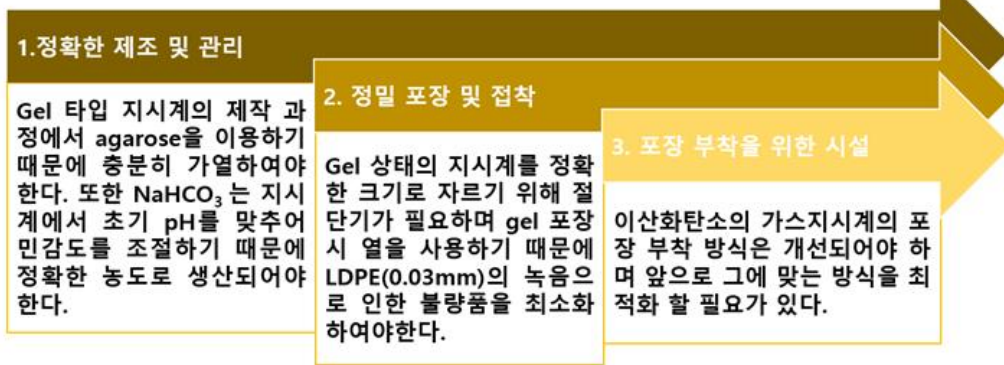 1.정확한 제조 및 관리
Gel 타입 지시계의 제작 과
정에서 agarose을 이용하기
때문에 충분히 가열하여야
한다. 또한 NaHCO₃ 는 지시
계에서 초기 pH를 맞추어
민감도를 조절하기 때문에
정확한 농도로 생산되어야
한다.
2. 정밀 포장 및 접착
Gel 상태의 지시계를 정확
한 크기로 자르기 위해 절
단기가 필요하며 gel 포장
시 열을 사용하기 때문에
LDPE(0.03mm)의 녹음으
로 인한 불량품을 최소화
하여야한다.
3. 포장 부착을 위한 시설
이산화탄소의 가스지시계의 포
장 부착 방식은 개선되어야 하
며 앞으로 그에 맞는 방식을 최
적화 할 필요가 있다.